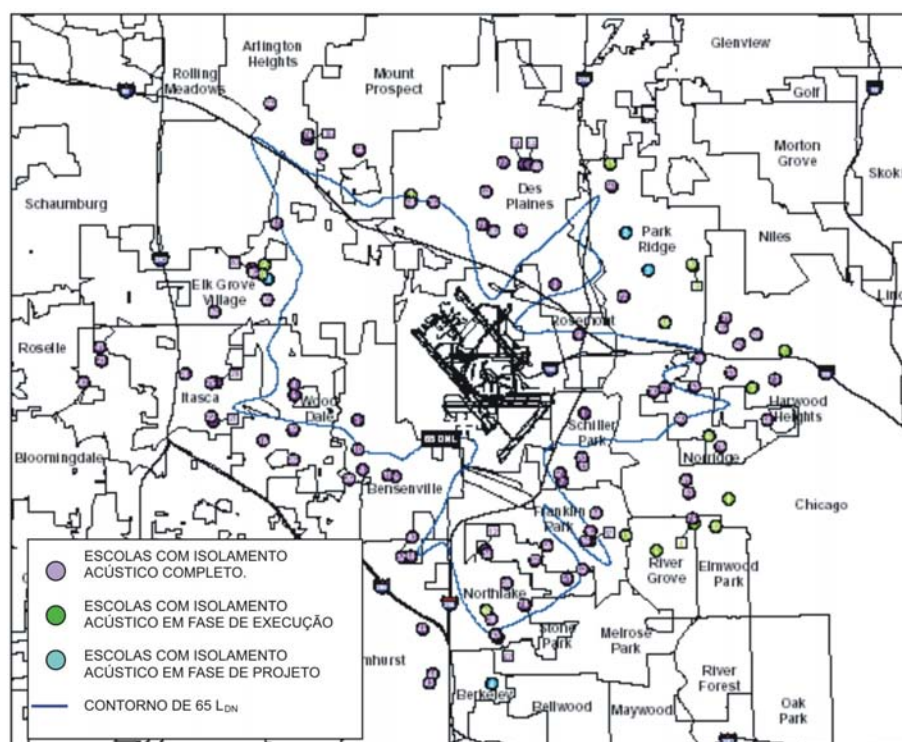 Arlington
Heights
Glenview
Rolling
Meadows
Mount
Prospect
Golf
Morton
Grove
Skoki
Des
Plaines
Schaumburg
Park
Ridge
Niles
Elk Grove
Village
Linc
Rosemont
Roselle
Itasca
Wood
Dale
Harwood
Heights
Schiller
Park
65 DNL
Norridge
Bloomingdale
Bensenville
Chicago
Franklin
Park
River
Grove
Elmwood
Park
Northlake
Stone
Park
Melrose
Park
mhurst
River
Forest
Berkeley
Bellwood
Maywood
Oak
Park
ESCOLAS COM ISOLAMENTO
ACÚSTICO COMPLETO.
ESCOLAS COM ISOLAMENTO
ACÚSTICO EM FASE DE EXECUÇÃO
ESCOLAS COM ISOLAMENTO
ACÚSTICO EM FASE DE PROJETO
CONTORNO DE 65 LDN